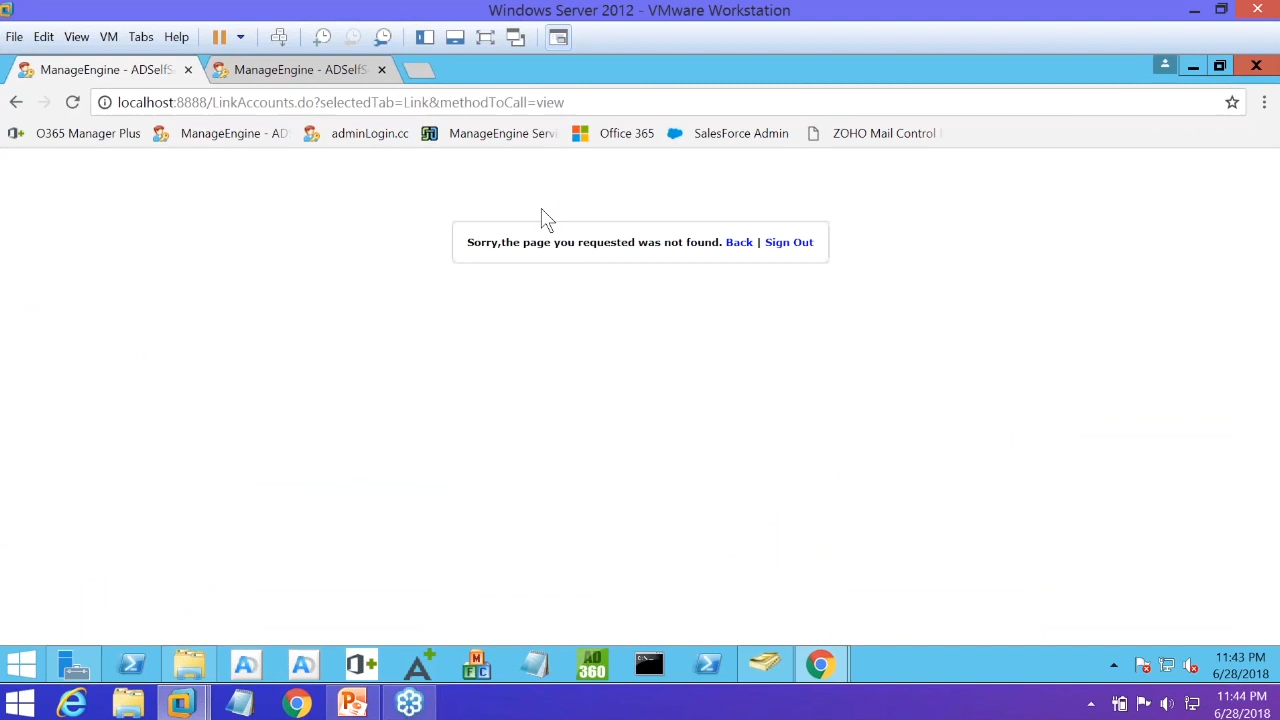 Windows Server 2012 - VMware Workstation
File Edit View VM Tabs Help
ManageEngine - ADSelfS ManageEngine - ADSelfS
localhost:8888/LinkAccounts.do?selectedTab=Link&methodToCall=view
O365 Manager Plus ManageEngine - AD adminLogin.cc ManageEngine Servi Office 365 SalesForce Admin ZOHO Mail Control
Sorry,the page you requested was not found. Back | Sign Out
M
F C
AD
360
11:43 PM
6/28/2018
11:44 PM
6/28/2018